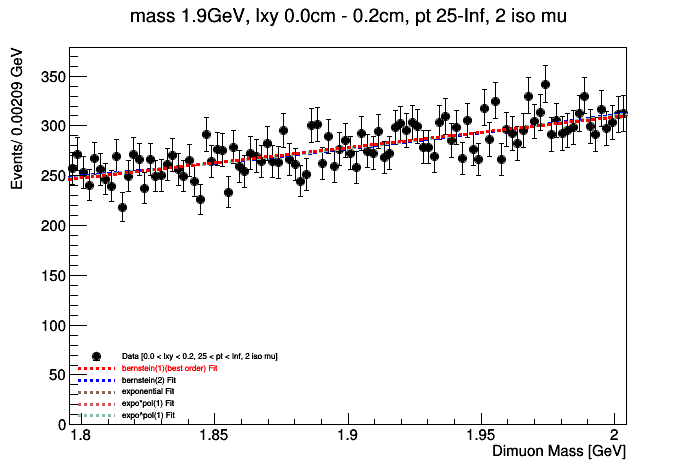 mass 1.9GeV, lxy 0.0cm - 0.2cm, pt 25-Inf, 2 iso mu
Events/ 0.00209 GeV
350
300
250
200
150
100
50
0
Data [0.0 < lxy < 0.2, 25 < pt < Inf, 2 iso mu]
bernstein(1)(best order) Fit
bernstein(2) Fit
exponential Fit
expo*pol(1) Fit
expo^pol(1) Fit
1.8 1.85 1.9 1.95 2
Dimuon Mass [GeV]